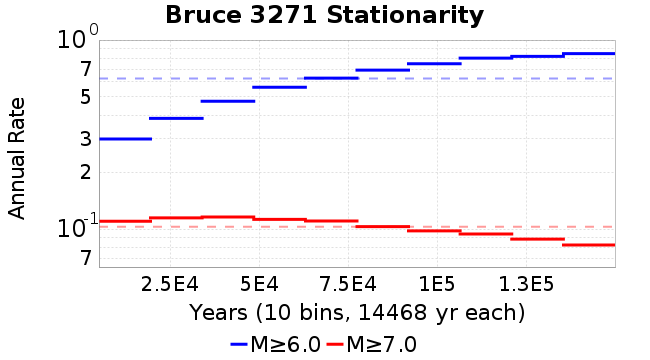 Bruce 3271 Stationarity
10^0
7
5
3
2
10^-1
7
Annual Rate
2.5E4 5E4 7.5E4 1E5 1.3E5
Years (10 bins, 14468 yr each)
M≥6.0 M≥7.0